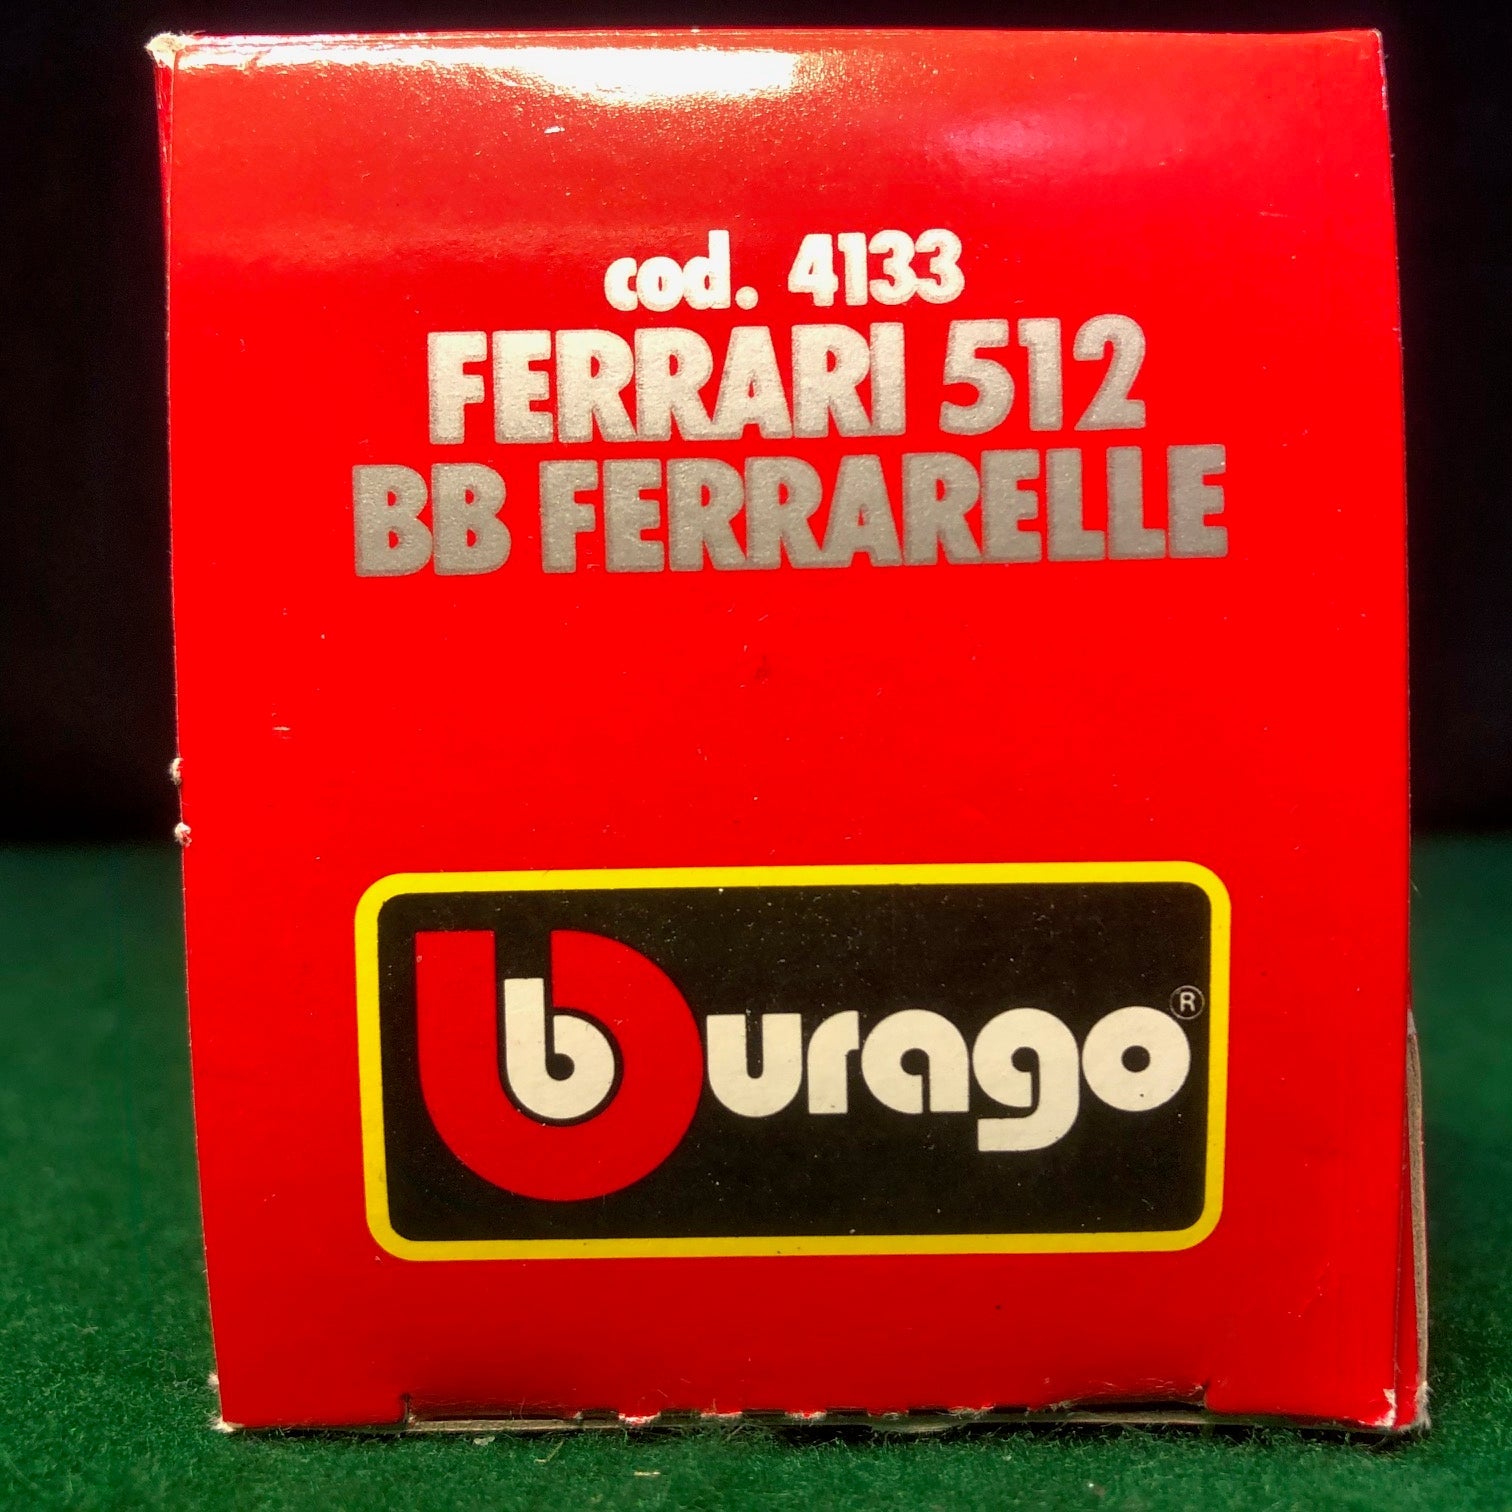 cod. 4133
FERRARI 512
BB FERRARELLE
burago®